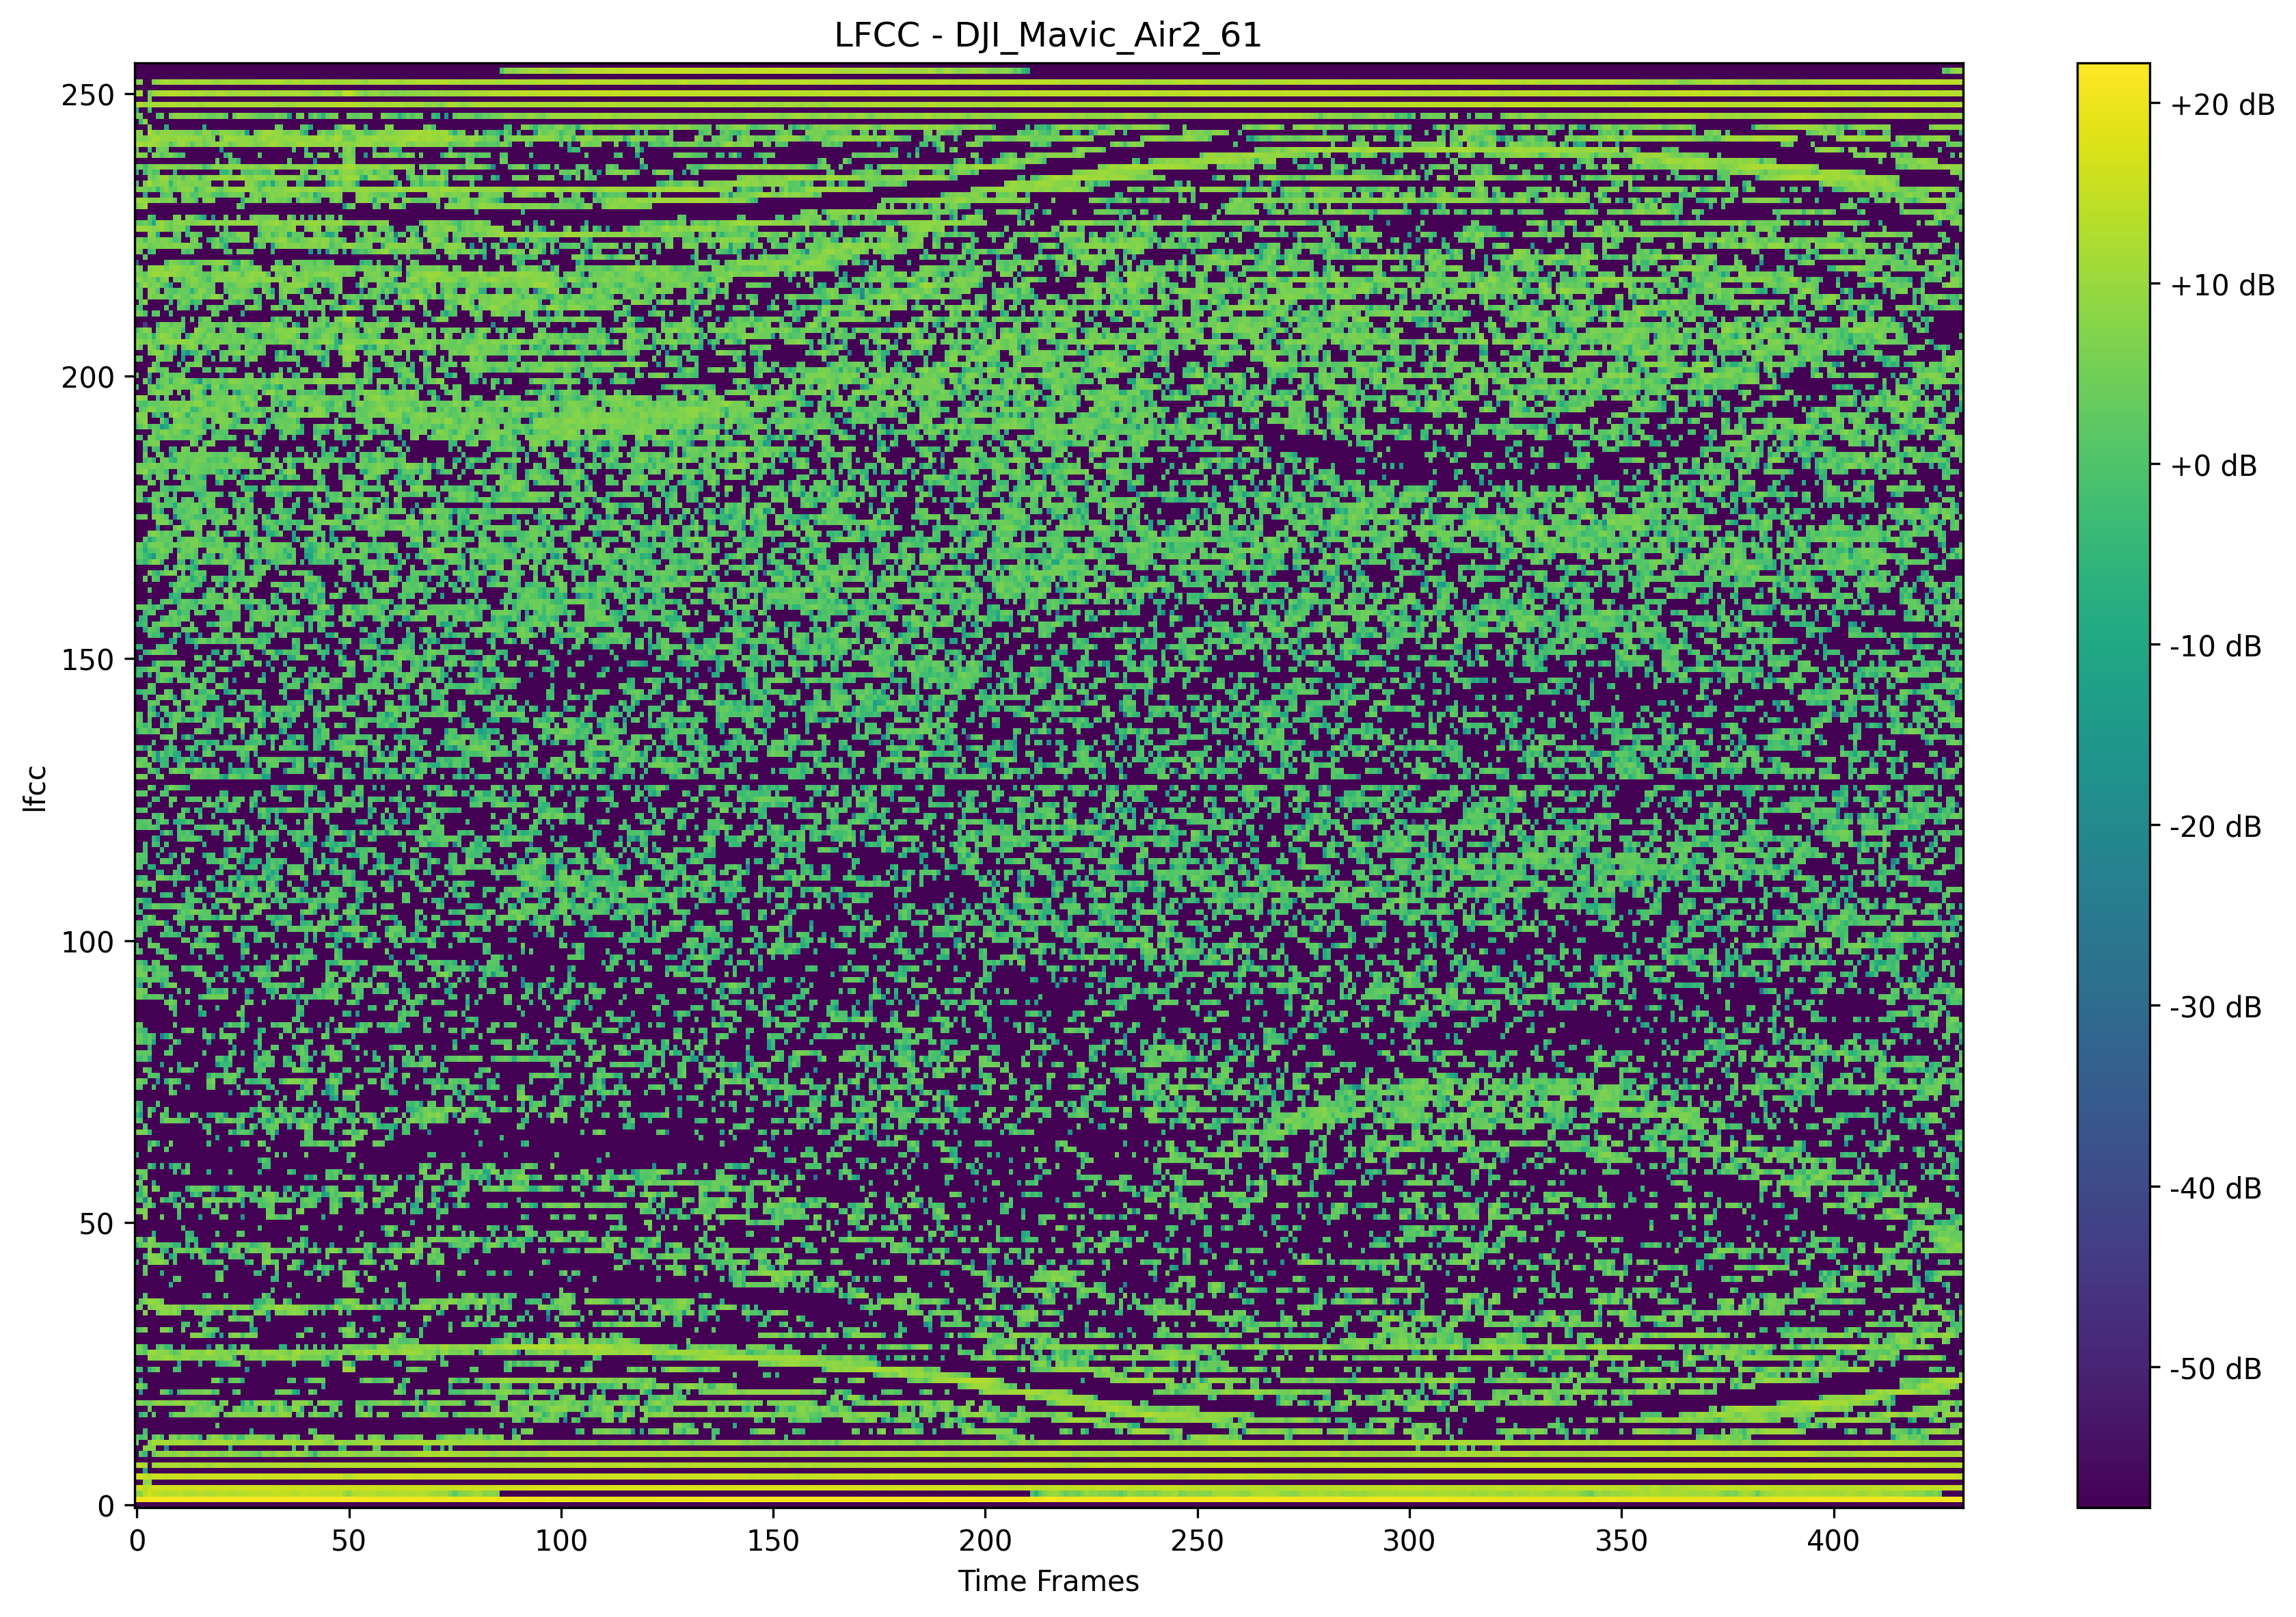 LFCC - DJI_Mavic_Air2_61
250
200
150
100
50
0
lfcc
0 50 100 150 200 250 300 350 400
Time Frames
+20 dB
+10 dB
+0 dB
-10 dB
-20 dB
-30 dB
-40 dB
-50 dB